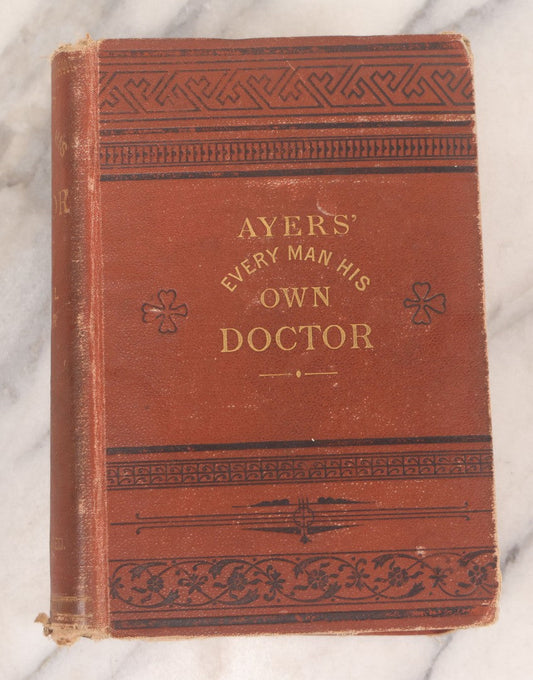 AYERS'
EVERY MAN HIS
OWN
DOCTOR